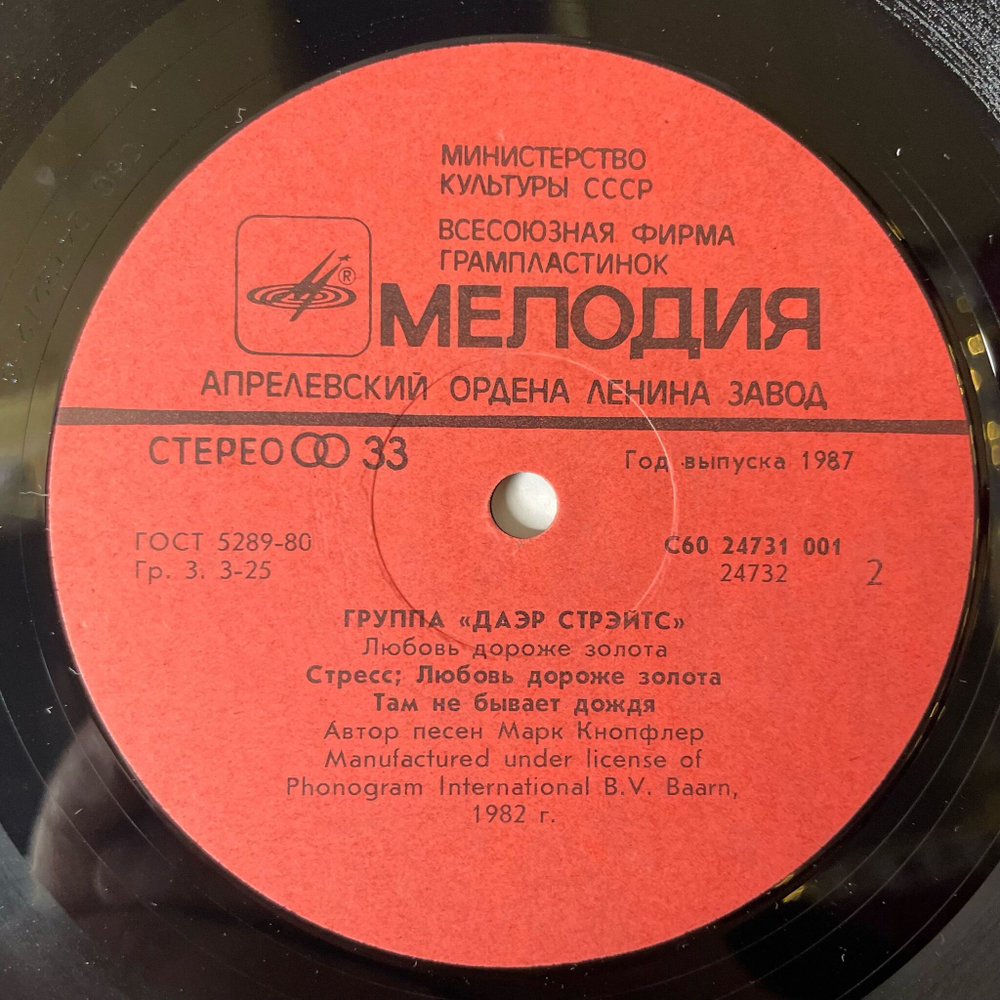 МИНИСТЕРСТВО
КУЛЬТУРЫ СССР
ВСЕСОЮЗНАЯ ФИРМА
ГРАМПЛАСТИНОК
®
МЕЛОДИЯ
АПРЕЛЕВСКИЙ ОРДЕНА ЛЕНИНА ЗАВОД
СТЕРЕО 33
Год выпуска 1987
ГОСТ 5289-80
Гр. 3. 3-25
С60 24731 001
24732
2
ГРУППА «ДАЭР СТРЭЙТС»
Любовь дороже золота
Стресс; Любовь дороже золота
Там не бывает дождя
Автор песен Марк Кнопфлер
Manufactured under license of
Phonogram International B.V. Baarn,
1982 г.